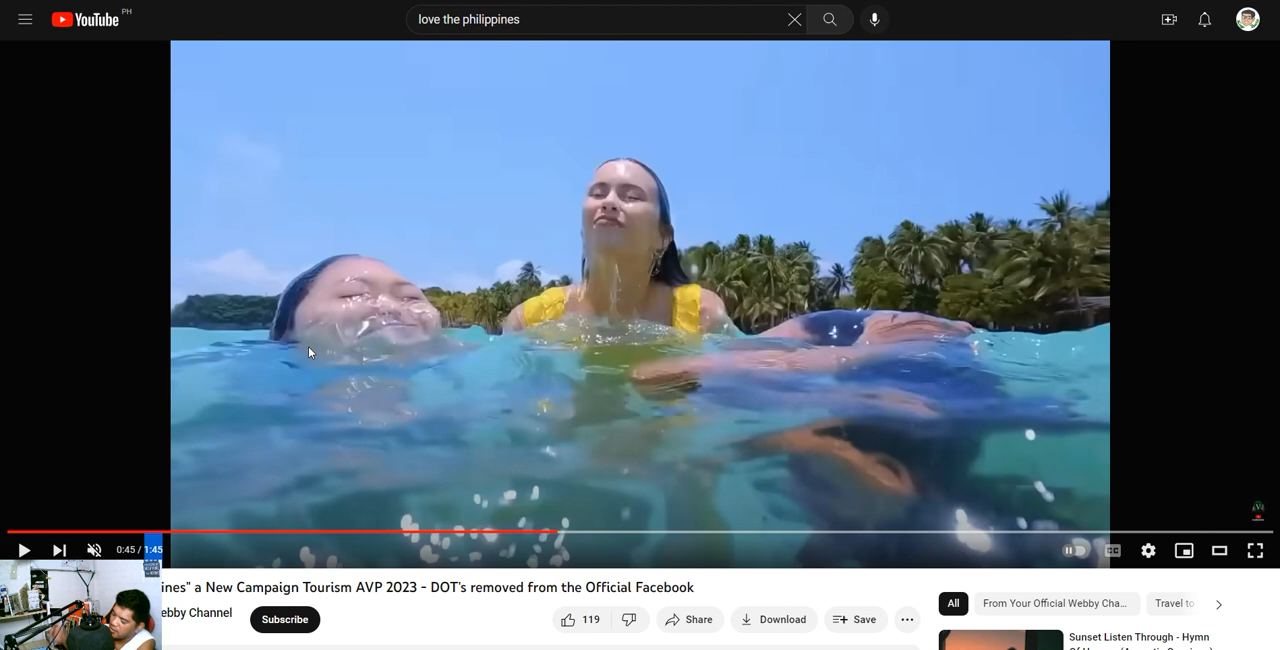 YouTube PH
love the philippines
0:45 / 1:45
CC
ines" a New Campaign Tourism AVP 2023 - DOT's removed from the Official Facebook
ebby Channel
Subscribe
119
Share
Download
Save
All
From Your Official Webby Cha...
Travel to
Sunset Listen Through - Hymn